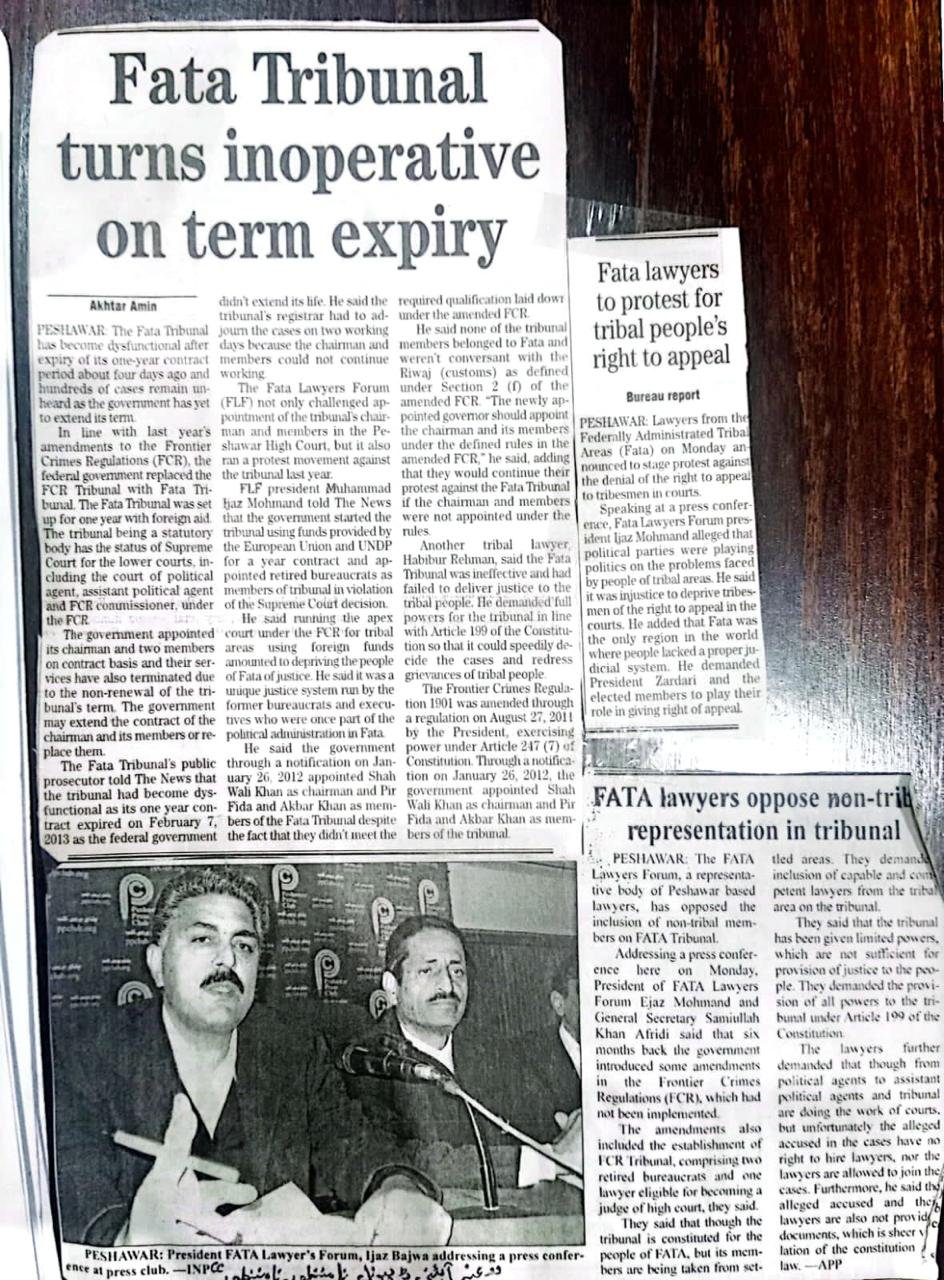 Fata Tribunal
turns inoperative
on term expiry
Akhtar Amin
PESHAWAR: The Fata Tribunal
has become dysfunctional after
expiry of its one-year contract
period about four days ago and
hundreds of cases remain un-
heard as the government has yet
to extend its term.
In line with last year's
amendments to the Frontier
Crimes Regulations (FCR), the
federal government replaced the
FCR Tribunal with Fata Tri-
bunal. The Fata Tribunal was set
up for one year with foreign aid.
The tribunal being a statutory
body has the status of Supreme
Court for the lower courts, in-
cluding the court of political
agent, assistant political agent
and FCR commissioner, under
the FCR.
The government appointed
its chairman and two members
on contract basis and their ser-
vices have also terminated due
to the non-renewal of the tri-
bunal's term. The government
may extend the contract of the
chairman and its members or re-
place them.
The Fata Tribunal's public
prosecutor told The News that
the tribunal had become dys-
functional as its one year con-
tract expired on February 7,
2013 as the federal government
didn't extend its life. He said the
tribunal's registrar had to ad-
journ the cases on two working
days because the chairman and
members could not continue
working.
The Fata Lawyers Forum
(FLF) not only challenged ap-
pointment of the tribunal's chair-
man and members in the Pe-
shawar High Court, but it also
ran a protest movement against
the tribunal last year.
FLF president Muhammad
Ijaz Mohmand told The News
that the government started the
tribunal using funds provided by
the European Union and UNDP
for a year contract and ap-
pointed retired bureaucrats as
members of tribunal in violation
of the Supreme Court decision.
He said running the apex
court under the FCR for tribal
areas using foreign funds
amounted to depriving the people
of Fata of justice. He said it was a
unique justice system run by the
former bureaucrats and execu-
tives who were once part of the
political administration in Fata.
He said the government
through a notification on Jan-
uary 26, 2012 appointed Shah
Wali Khan as chairman and Pir
Fida and Akbar Khan as mem-
bers of the Fata Tribunal despite
the fact that they didn't meet the
required qualification laid down
under the amended FCR.
He said none of the tribunal
members belonged to Fata and
weren't conversant with the
Riwaj (customs) as defined
under Section 2 (f) of the
amended FCR. "The newly ap-
pointed governor should appoint
the chairman and its members
under the defined rules in the
amended FCR," he said, adding
that they would continue their
protest against the Fata Tribunal
if the chairman and members
were not appointed under the
rules.
Another tribal lawyer,
Habibur Rehman, said the Fata
Tribunal was ineffective and had
failed to deliver justice to the
tribal people. He demanded full
powers for the tribunal in line
with Article 199 of the Constitu-
tion so that it could speedily de-
cide the cases and redress
grievances of tribal people.
The Frontier Crimes Regula-
tion 1901 was amended through
a regulation on August 27, 2011
by the President, exercising
power under Article 247 (7) of
Constitution. Through a notifica-
tion on January 26, 2012, the
government appointed Shah
Wali Khan as chairman and Pir
Fida and Akbar Khan as mem-
bers of the tribunal.
Fata lawyers
to protest for
tribal people's
right to appeal
Bureau report
PESHAWAR: Lawyers from the
Federally Administrated Tribal
Areas (Fata) on Monday an-
nounced to stage protest against
the denial of the right to appeal
to tribesmen in courts.
Speaking at a press confer-
ence, Fata Lawyers Forum pres-
ident Ijaz Mohmand alleged that
political parties were playing
politics on the problems faced
by people of tribal areas. He said
it was injustice to deprive tribes-
men of the right to appeal in the
courts. He added that Fata was
the only region in the world
where people lacked a proper ju-
dicial system. He demanded
President Zardari and the
elected members to play their
role in giving right of appeal.
FATA lawyers oppose non-trib
representation in tribunal
PESHAWAR: The FATA
Lawyers Forum, a representa-
tive body of Peshawar based
lawyers, has opposed the
inclusion of non-tribal mem-
bers on FATA Tribunal.
Addressing a press confer-
ence here on Monday,
President of FATA Lawyers
Forum Ejaz Mohmand and
General Secretary Samiullah
Khan Afridi said that six
months back the government
introduced some amendments
in the Frontier Crimes
Regulations (FCR), which had
not been implemented.
The amendments also
included the establishment of
FCR Tribunal, comprising two
retired bureaucrats and one
lawyer eligible for becoming a
judge of high court, they said.
They said that though the
tribunal is constituted for the
people of FATA, but its mem-
bers are being taken from set-
tled areas. They demande
inclusion of capable and com
petent lawyers from the tribal
area on the tribunal.
They said that the tribunal
has been given limited powers,
which are not sufficient for
provision of justice to the peo-
ple. They demanded the provi-
sion of all powers to the tri-
bunal under Article 199 of the
Constitution.
The lawyers further
demanded that though from
political agents to assistant
political agents and tribunal
are doing the work of courts,
but unfortunately the alleged
accused in the cases have no
right to hire lawyers, nor the
lawyers are allowed to join the
cases. Furthermore, he said the
alleged accused and the
lawyers are also not provid
documents, which is sheer v
lation of the constitution
law. —APP
PESHAWAR: President FATA Lawyer's Forum, Ijaz Bajwa addressing a press confer-
ence at press club. —INP